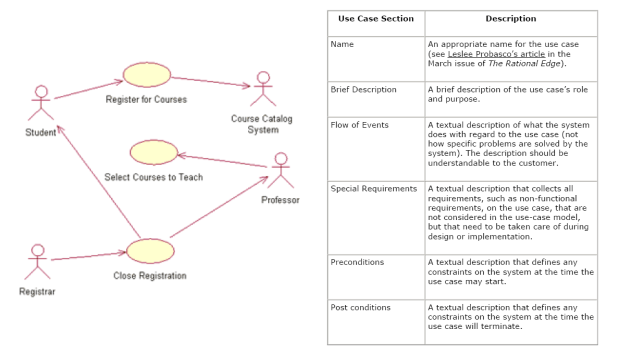 Register for Courses
Student
Course Catalog
System
Select Courses to Teach
Professor
Close Registration
Registrar
Use Case Section
Description
Name
An appropriate name for the use case
(see Leslee Probasco's article in the
March issue of The Rational Edge).
Brief Description
A brief description of the use case's role
and purpose.
Flow of Events
A textual description of what the system
does with regard to the use case (not
how specific problems are solved by the
system). The description should be
understandable to the customer.
Special Requirements
A textual description that collects all
requirements, such as non-functional
requirements, on the use case, that are
not considered in the use-case model,
but that need to be taken care of during
design or implementation.
Preconditions
A textual description that defines any
constraints on the system at the time the
use case may start.
Post conditions
A textual description that defines any
constraints on the system at the time the
use case will terminate.